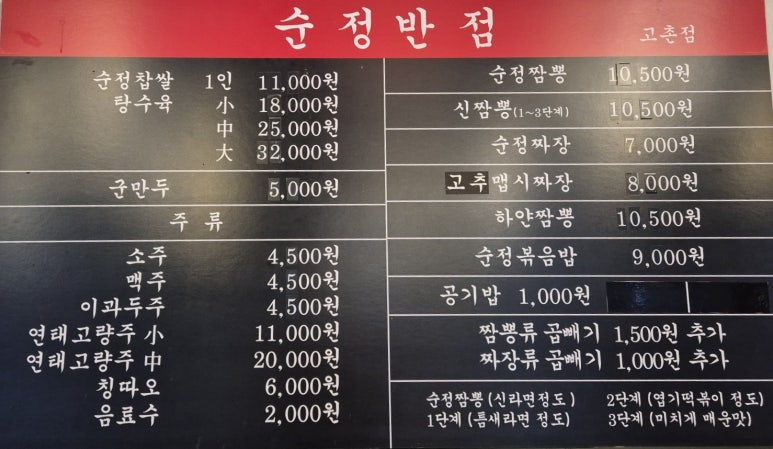 순정반점 고촌점
순정찹쌀 1인 11,000원
탕수육 小 18,000원
中 25,000원
大 32,000원
군만두 5,000원
주 류
소주 4,500원
맥주 4,500원
이과두주 4,500원
연태고량주 小 11,000원
연태고량주 中 20,000원
칭따오 6,000원
음료수 2,000원
순정짬뽕 10,500원
신짬뽕(1~3단계) 10,500원
순정짜장 7,000원
고추맵시짜장 8,000원
하얀짬뽕 10,500원
순정볶음밥 9,000원
공기밥 1,000원
짬뽕류 곱빼기 1,500원 추가
짜장류 곱빼기 1,000원 추가
순정짬뽕 (신라면정도) 2단계 (엽기떡볶이 정도)
1단계 (틈새라면 정도) 3단계 (미치게 매운맛)